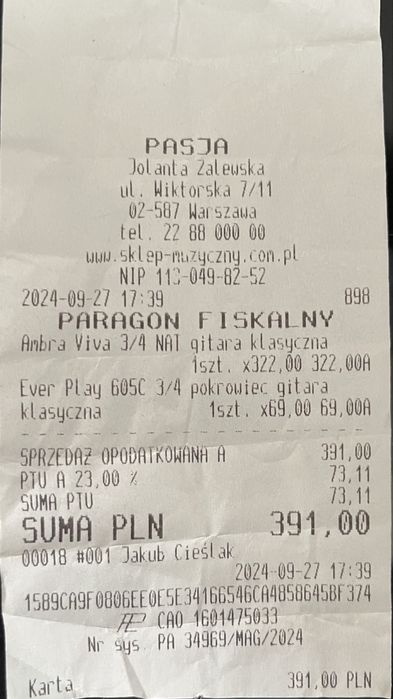 PASJA
Jolanta Zalewska
ul. Wiktorska 7/11
02-587 Warszawa
tel. 22 88 000 00
www.sklep-muzyczny.com.pl
NIP 113-049-82-52
2024-09-27 17:39 898
PARAGON FISKALNY
Ambra Viva 3/4 NAT gitara klasyczna
1szt. x322,00 322,00A
Ever Play 605C 3/4 pokrowiec gitara
klasyczna 1szt. x69,00 69,00A
SPRZEDAŻ OPODATKOWANA A 391,00
PTU A 23,00 % 73,11
SUMA PTU 73,11
SUMA PLN 391,00
00018 #001 Jakub Cieślak
2024-09-27 17:39
1589CA9F0806EE0E5E34166546CA4858645BF374
CAO 1601475033
Nr sys. PA 34969/MAG/2024
Karta 391,00 PLN